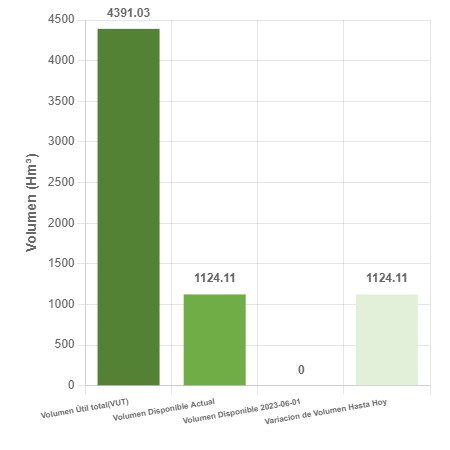 4391.03
4500
4000
3500
3000
2500
2000
1500
1000
500
0
Volumen (Hm³)
1124.11
0
1124.11
Volumen Útil total(VUT)
Volumen Disponible Actual
Volumen Disponible 2023-06-01
Variacion de Volumen Hasta Hoy